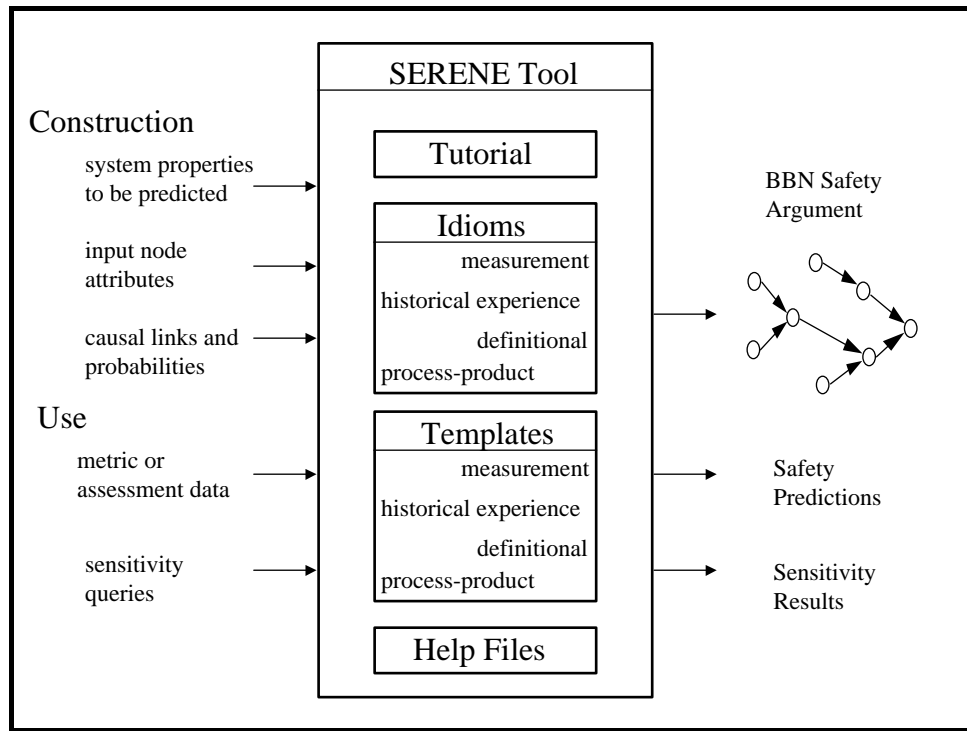 SERENE Tool
Construction
system properties
to be predicted
input node
attributes
causal links and
probabilities
Use
metric or
assessment data
sensitivity
queries
Tutorial
Idioms
measurement
historical experience
definitional
process-product
Templates
measurement
historical experience
definitional
process-product
Help Files
BBN Safety
Argument
Safety
Predictions
Sensitivity
Results